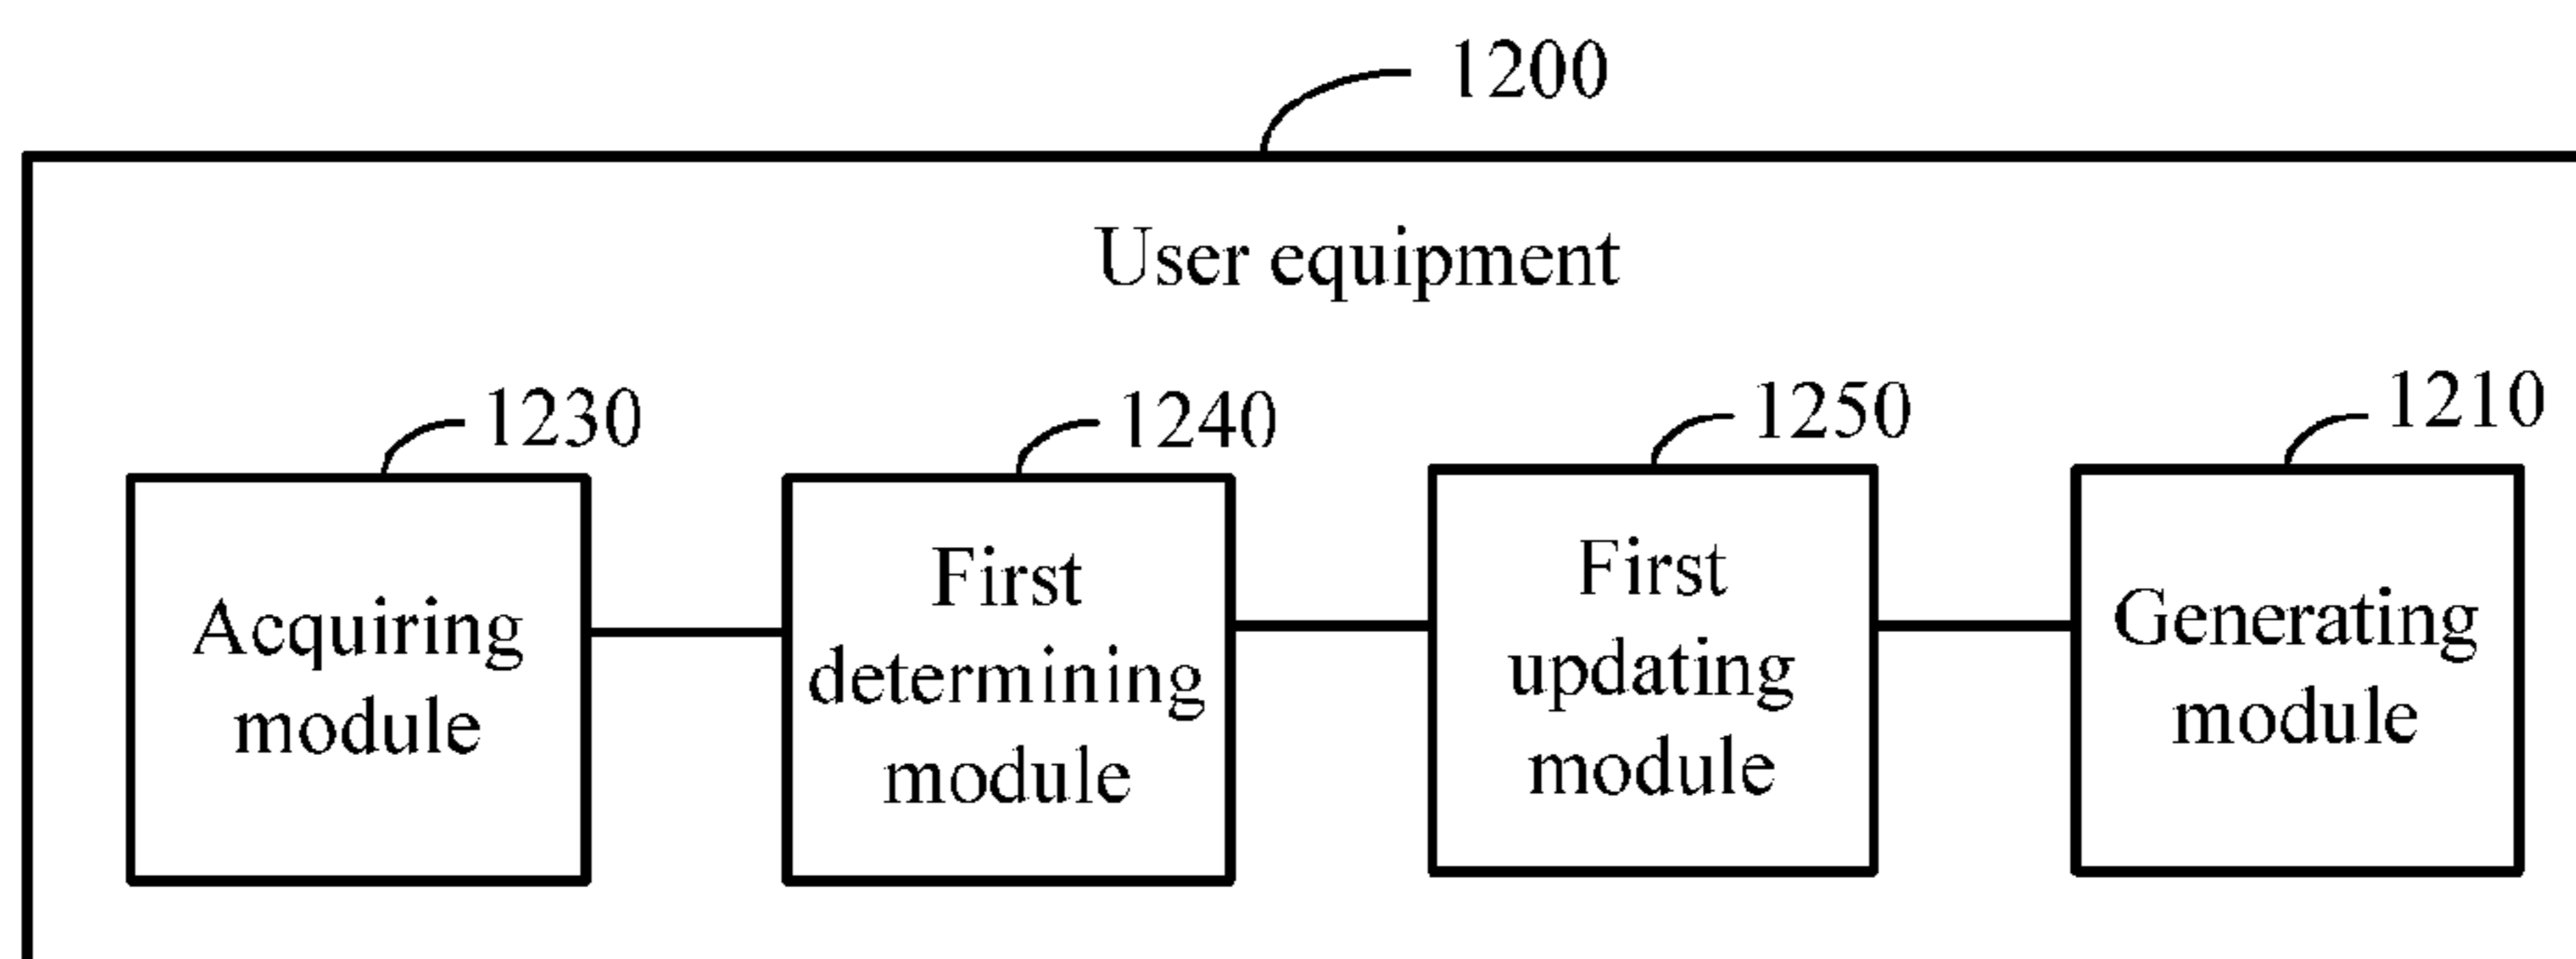 1200
User equipment
1230
1240
1250
1210
Acquiring
module
First
determining
module
First
updating
module
Generating
module